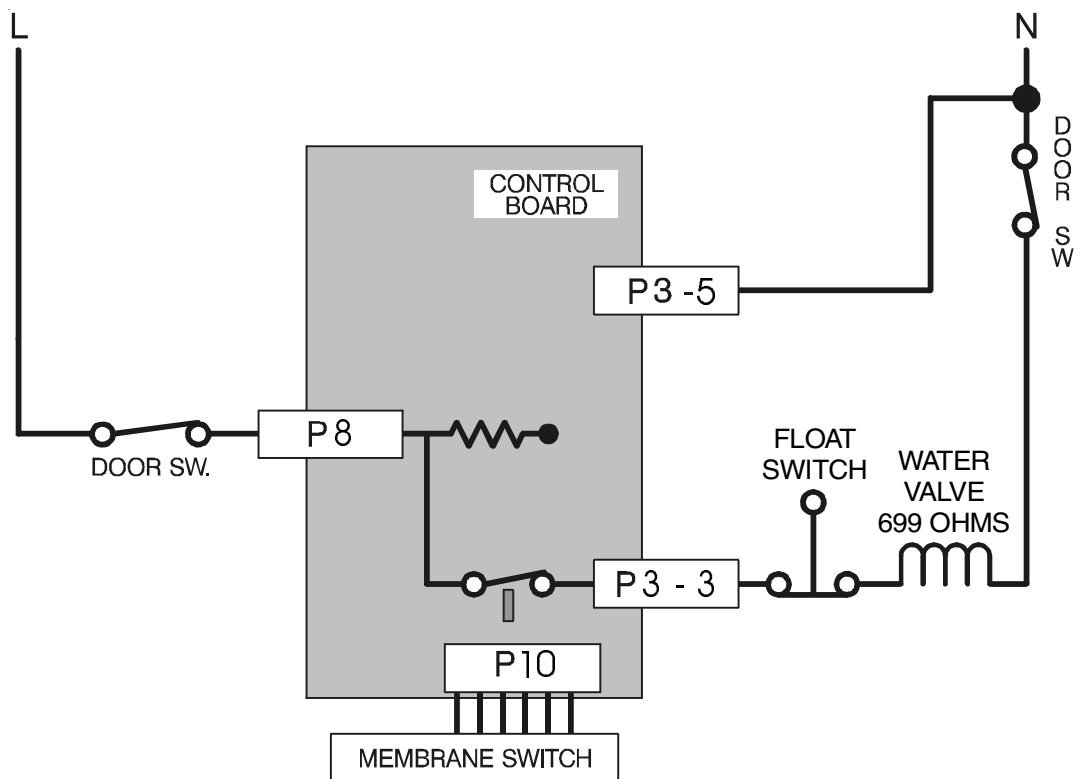 L
N
DOOR SW
CONTROL
BOARD
P3 -5
P8
DOOR SW.
FLOAT
SWITCH
WATER
VALVE
699 OHMS
P3 - 3
P10
MEMBRANE SWITCH